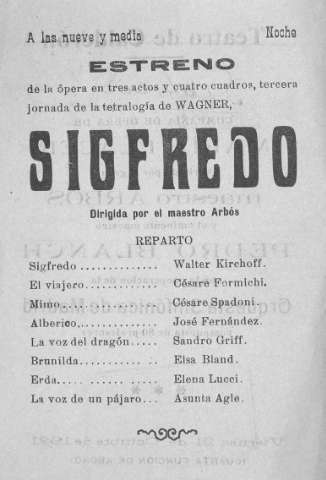 A las nueve y media Noche
ESTRENO
de la ópera en tres actos y cuatro cuadros, tercera
jornada de la tetralogía de WAGNER,
SIGFREDO
Dirigida por el maestro Arbós
REPARTO
Sigfredo ............ Walter Kirchoff.
El viajero.......... Césare Formichi.
Mimo............... Césare Spadoni.
Alberico............ José Fernández.
La voz del dragón..... Sandro Griff.
Brunilda............ Elsa Bland.
Erda............... Elena Lucci.
La voz de un pájaro... Asunta Agle.